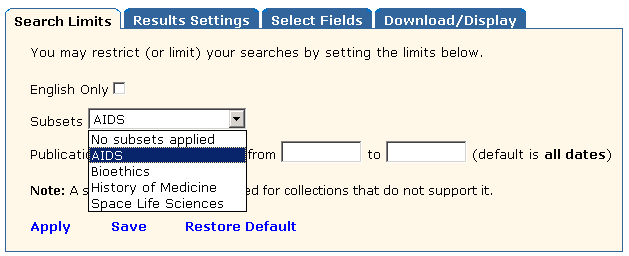 Search Limits Results Settings Select Fields Download/Display
You may restrict (or limit) your searches by setting the limits below.
English Only
Subsets AIDS
No subsets applied
Publicati from to (default is all dates)
AIDS
Bioethics
History of Medicine
Note: A s ed for collections that do not support it.
Space Life Sciences
Apply Save Restore Default